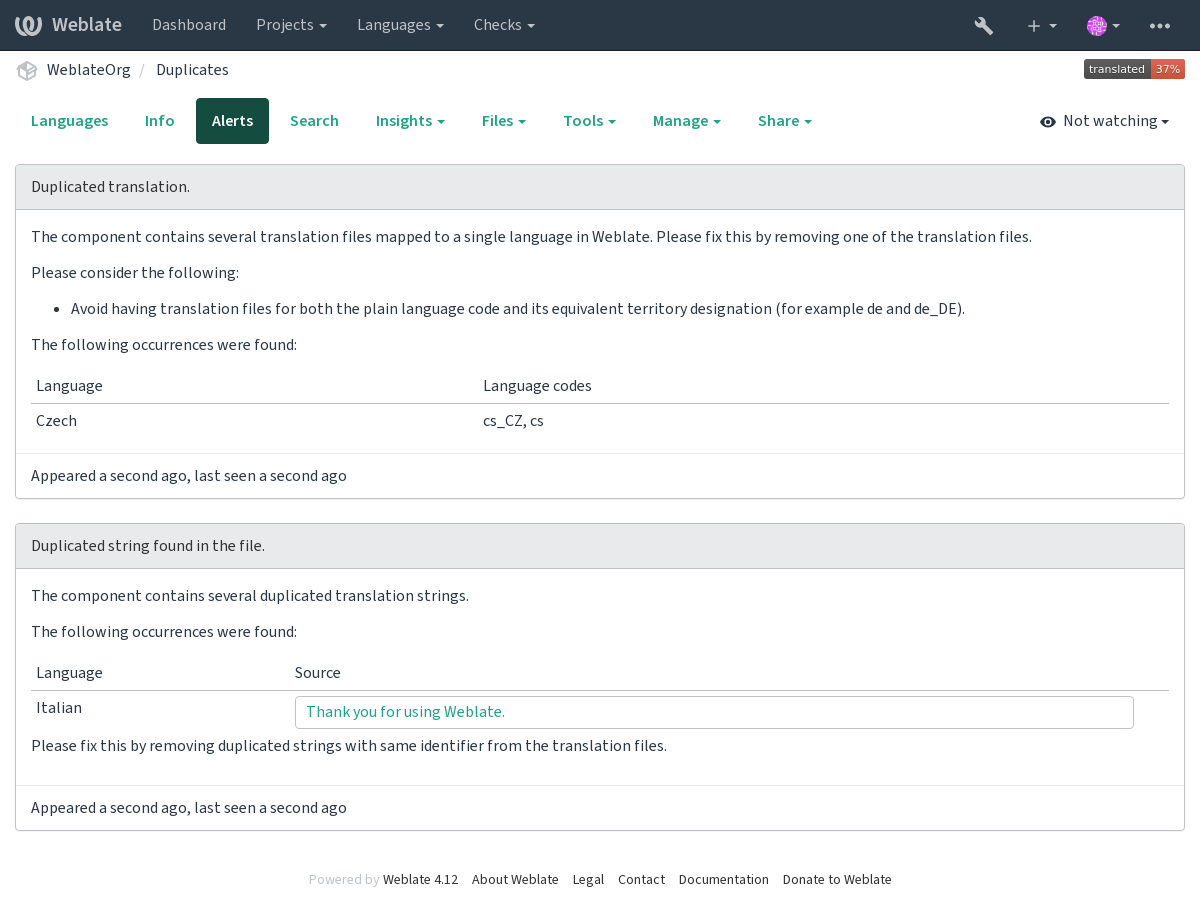 Weblate Dashboard Projects Languages Checks
WeblateOrg / Duplicates translated 37%
Languages Info Alerts Search Insights Files Tools Manage Share Not watching
Duplicated translation.
The component contains several translation files mapped to a single language in Weblate. Please fix this by removing one of the translation files.
Please consider the following:
• Avoid having translation files for both the plain language code and its equivalent territory designation (for example de and de_DE).
The following occurrences were found:
Language Language codes
Czech cs_CZ, cs
Appeared a second ago, last seen a second ago
Duplicated string found in the file.
The component contains several duplicated translation strings.
The following occurrences were found:
Language Source
Italian Thank you for using Weblate.
Please fix this by removing duplicated strings with same identifier from the translation files.
Appeared a second ago, last seen a second ago
Powered by Weblate 4.12 About Weblate Legal Contact Documentation Donate to Weblate